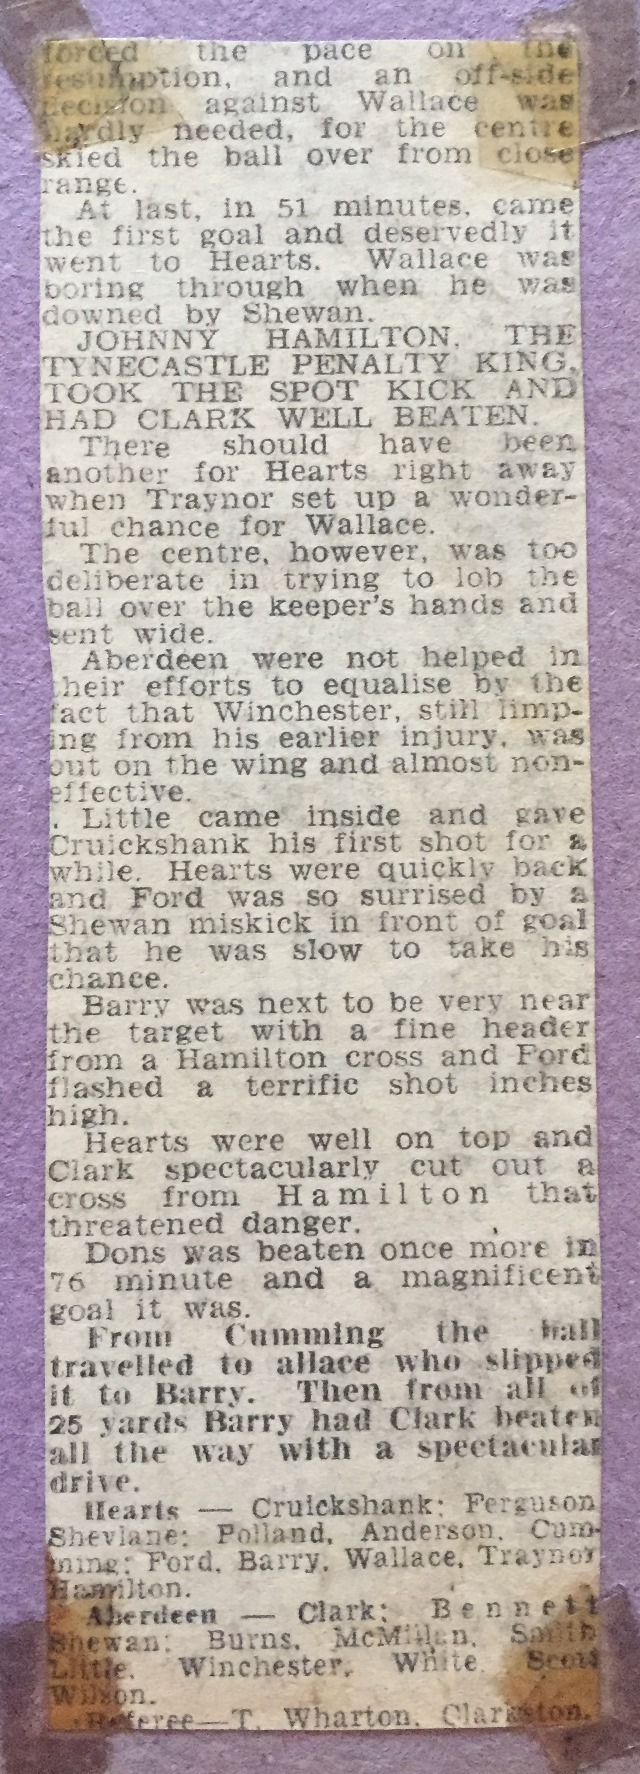 forced the pace on the
resumption, and an off-side
decision against Wallace was
hardly needed, for the centre
skied the ball over from close
range.
At last, in 51 minutes, came
the first goal and deservedly it
went to Hearts. Wallace was
boring through when he was
downed by Shewan.
JOHNNY HAMILTON, THE
TYNECASTLE PENALTY KING,
TOOK THE SPOT KICK AND
HAD CLARK WELL BEATEN.
There should have been
another for Hearts right away
when Traynor set up a wonder-
ful chance for Wallace.
The centre, however, was too
deliberate in trying to lob the
ball over the keeper's hands and
sent wide.
Aberdeen were not helped in
their efforts to equalise by the
fact that Winchester, still limp-
ing from his earlier injury, was
out on the wing and almost non-
effective.
. Little came inside and gave
Cruickshank his first shot for a
while. Hearts were quickly back
and Ford was so surrised by a
Shewan miskick in front of goal
that he was slow to take his
chance.
Barry was next to be very near
the target with a fine header
from a Hamilton cross and Ford
flashed a terrific shot inches
high.
Hearts were well on top and
Clark spectacularly cut out a
cross from Hamilton that
threatened danger.
Dons was beaten once more in
76 minute and a magnificent
goal it was.
From Cumming the ball
travelled to allace who slipped
it to Barry. Then from all of
25 yards Barry had Clark beaten
all the way with a spectacular
drive.
Hearts — Cruickshank; Ferguson
Shevlane; Polland, Anderson, Cum-
ming; Ford, Barry, Wallace, Traynor
Hamilton.
Aberdeen — Clark; Bennett
Shewan; Burns, McMillan, Smith
Little, Winchester, White Scott
Wilson.
Referee—T. Wharton, Clarkston.